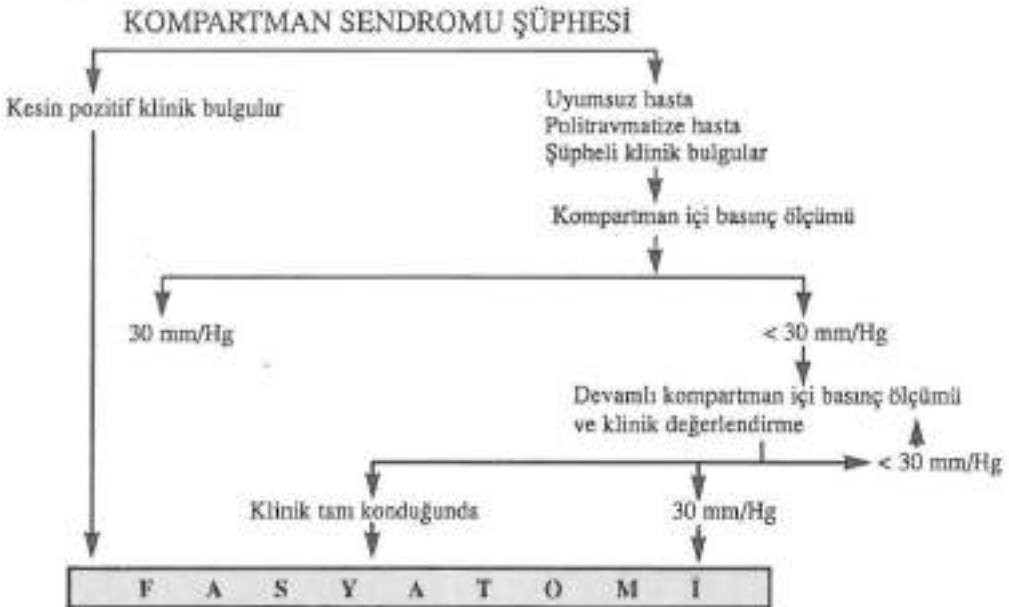 KOMPARTMAN SENDROMU ŞÜPHESİ
Kesin pozitif klinik bulgular
Uyumsuz hasta
Politravmatize hasta
Şüpheli klinik bulgular
Kompartman içi basınç ölçümü
30 mm/Hg
< 30 mm/Hg
Devamlı kompartman içi basınç ölçümü
ve klinik değerlendirme
< 30 mm/Hg
Klinik tanı konduğunda
30 mm/Hg
F A S Y A T O M İ